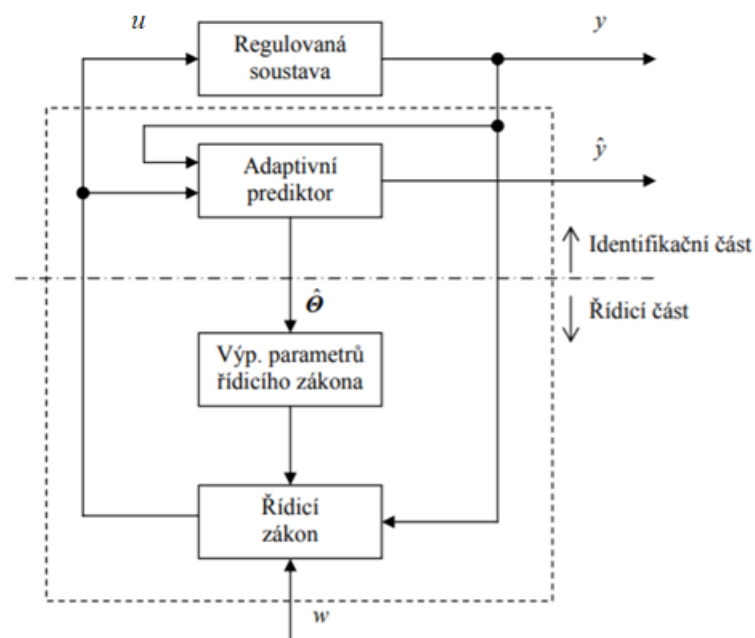 u
Regulovaná
soustava
y
Adaptivní
prediktor
ŷ
Identifikační část
Θ̂
Řídicí část
Výp. parametrů
řídicího zákona
Řídicí
zákon
w